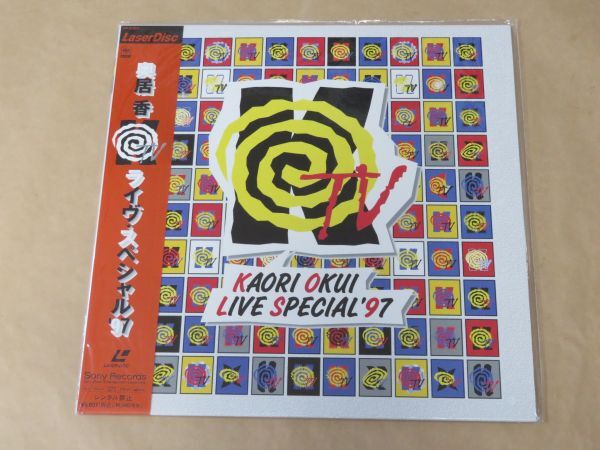 LaserDisc
奥居 香
TV
ライヴ・スペシャル'97
LASERVISION
Sony Records
レンタル禁止
K
TV
KAORI OKUI
LIVE SPECIAL '97